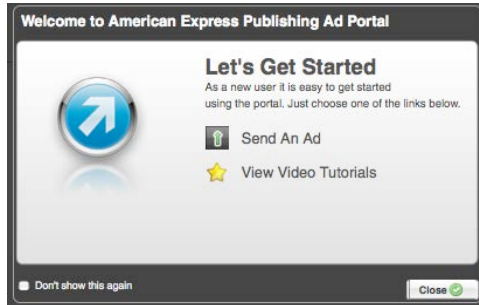 Welcome to American Express Publishing Ad Portal
Let's Get Started
As a new user it is easy to get started
using the portal. Just choose one of the links below.
Send An Ad
View Video Tutorials
Don't show this again
Close